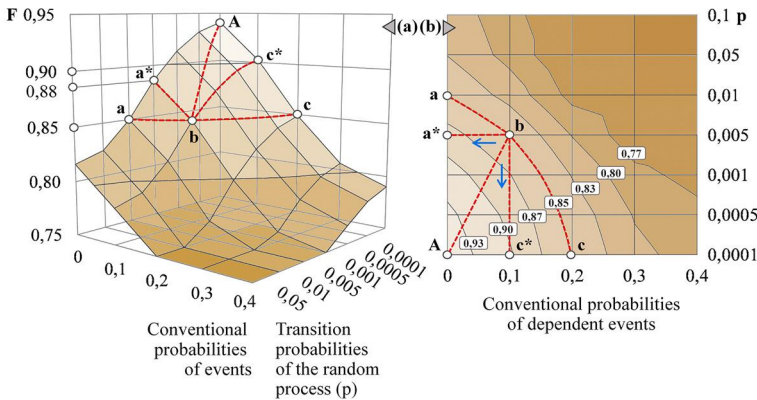 F
0,95
0,90
0,88
0,85
0,80
0,75
A
a*
c*
a
b
c
0
0,1
0,2
0,3
0,4
0,05
0,01
0,005
0,001
0,0005
0,0001
Conventional
probabilities
of events
Transition
probabilities
of the random
process (p)
(a) (b)
0,1 p
0,05
0,01
0,005
0,001
0,0005
0,0001
a
a*
b
A
c*
c
0,77
0,80
0,83
0,85
0,87
0,90
0,93
0 0,1 0,2 0,3 0,4
Conventional probabilities
of dependent events